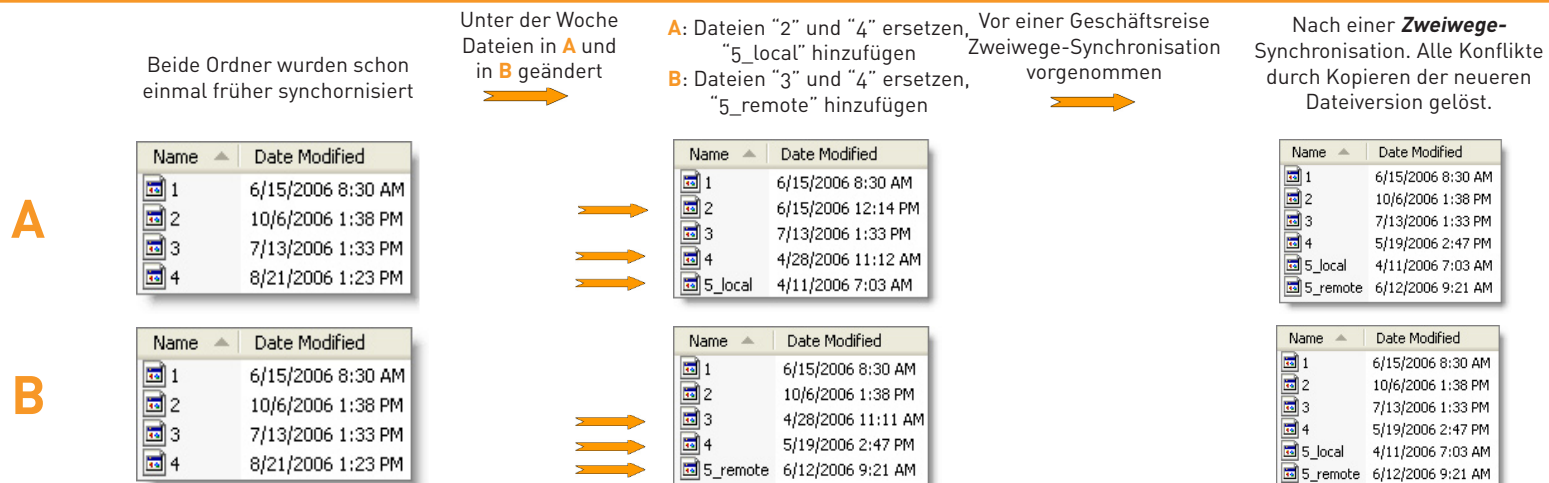 Beide Ordner wurden schon
einmal früher synchornisiert
Unter der Woche
Dateien in A und
in B geändert
A: Dateien “2” und “4” ersetzen,
“5_local” hinzufügen
B: Dateien “3” und “4” ersetzen,
“5_remote” hinzufügen
Vor einer Geschäftsreise
Zweiwege-Synchronisation
vorgenommen
Nach einer Zweiwege-
Synchronisation. Alle Konflikte
durch Kopieren der neueren
Dateiversion gelöst.
A
Name Date Modified
1 6/15/2006 8:30 AM
2 10/6/2006 1:38 PM
3 7/13/2006 1:33 PM
4 8/21/2006 1:23 PM
Name Date Modified
1 6/15/2006 8:30 AM
2 6/15/2006 12:14 PM
3 7/13/2006 1:33 PM
4 4/28/2006 11:12 AM
5_local 4/11/2006 7:03 AM
Name Date Modified
1 6/15/2006 8:30 AM
2 10/6/2006 1:38 PM
3 7/13/2006 1:33 PM
4 5/19/2006 2:47 PM
5_local 4/11/2006 7:03 AM
5_remote 6/12/2006 9:21 AM
B
Name Date Modified
1 6/15/2006 8:30 AM
2 10/6/2006 1:38 PM
3 7/13/2006 1:33 PM
4 8/21/2006 1:23 PM
Name Date Modified
1 6/15/2006 8:30 AM
2 10/6/2006 1:38 PM
3 4/28/2006 11:11 AM
4 5/19/2006 2:47 PM
5_remote 6/12/2006 9:21 AM
Name Date Modified
1 6/15/2006 8:30 AM
2 10/6/2006 1:38 PM
3 7/13/2006 1:33 PM
4 5/19/2006 2:47 PM
5_local 4/11/2006 7:03 AM
5_remote 6/12/2006 9:21 AM